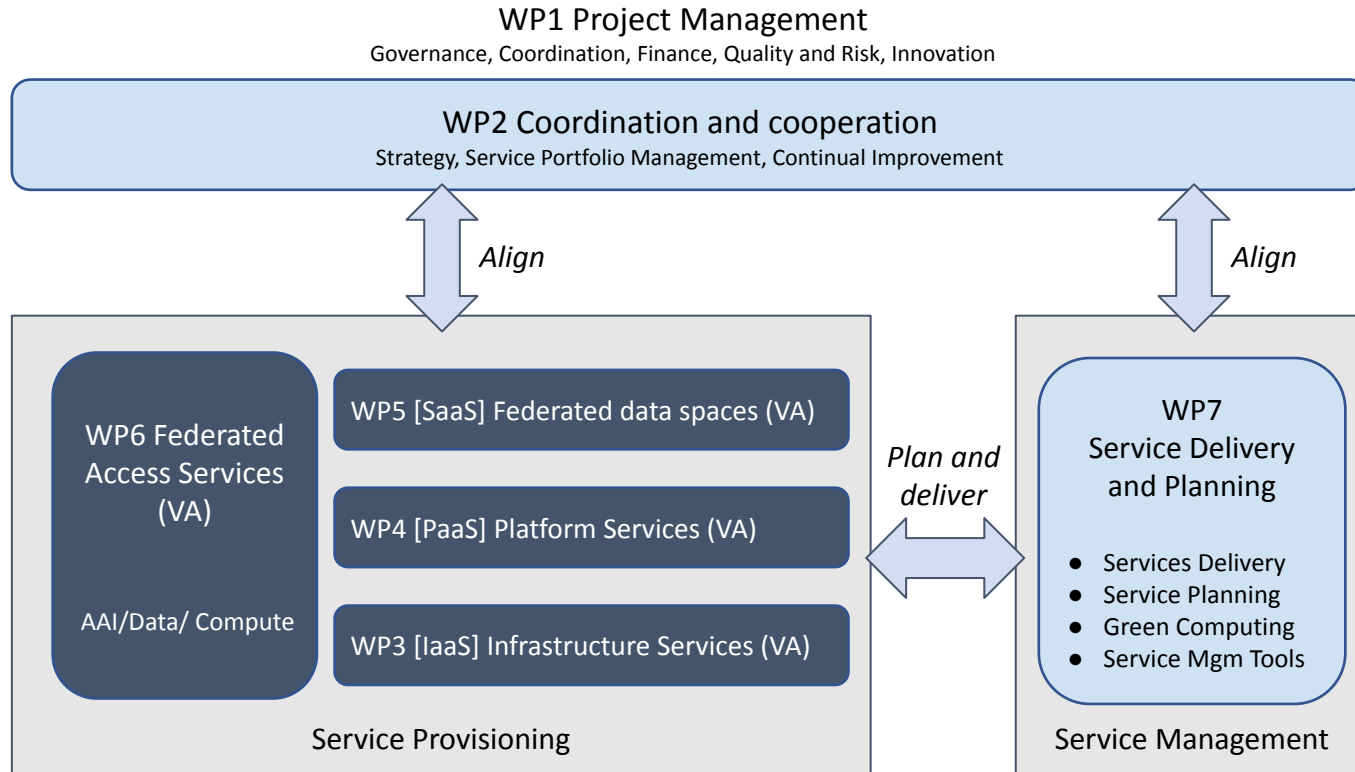 WP1 Project Management
Governance, Coordination, Finance, Quality and Risk, Innovation
WP2 Coordination and cooperation
Strategy, Service Portfolio Management, Continual Improvement
Align
Align
WP6 Federated
Access Services
(VA)
AAI/Data/ Compute
WP5 [SaaS] Federated data spaces (VA)
WP4 [PaaS] Platform Services (VA)
WP3 [IaaS] Infrastructure Services (VA)
Service Provisioning
Plan and
deliver
WP7
Service Delivery
and Planning
● Services Delivery
● Service Planning
● Green Computing
● Service Mgm Tools
Service Management